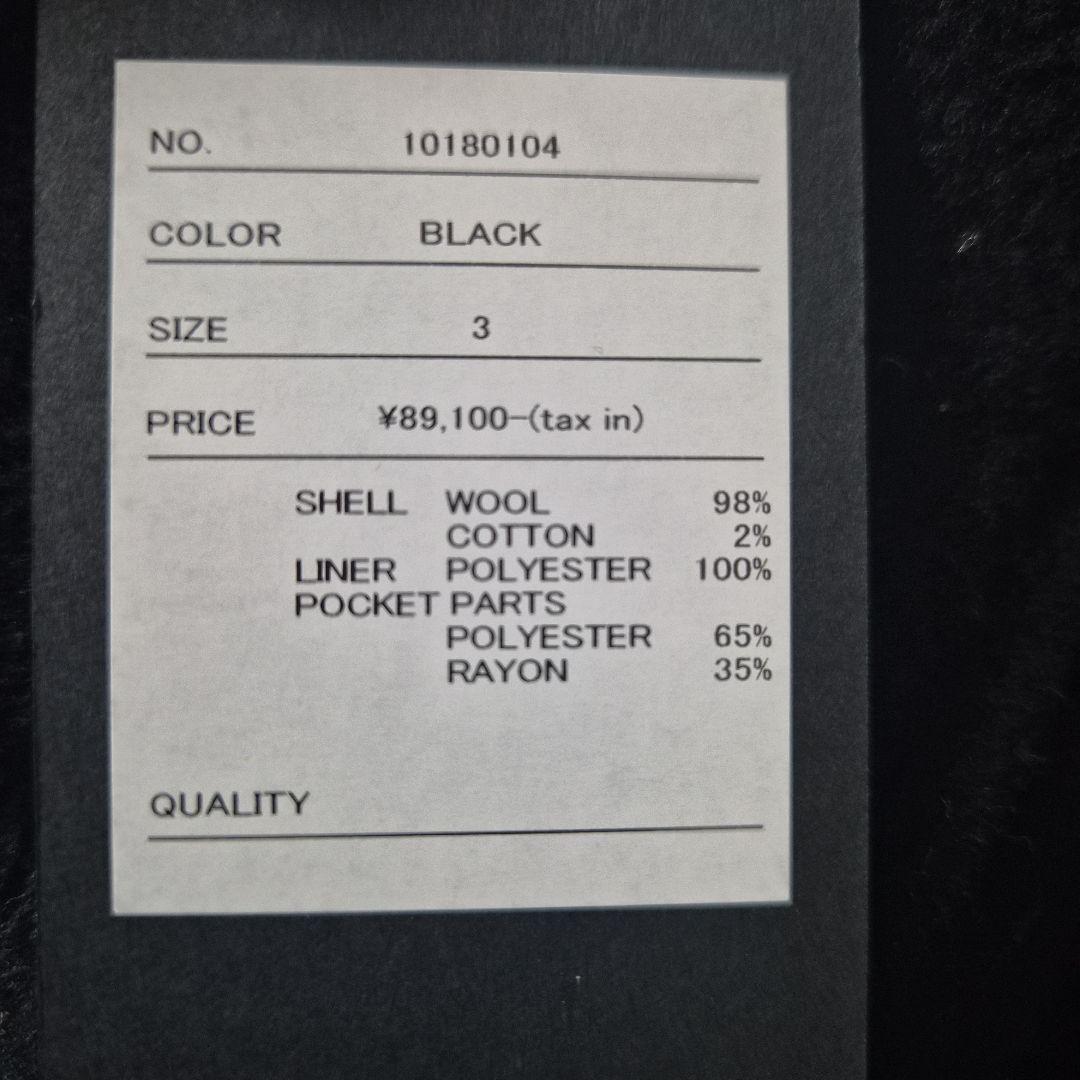 NO. 10180104
COLOR BLACK
SIZE 3
PRICE ¥89,100-(tax in)
SHELL WOOL 98%
COTTON 2%
LINER POLYESTER 100%
POCKET PARTS
POLYESTER 65%
RAYON 35%
QUALITY